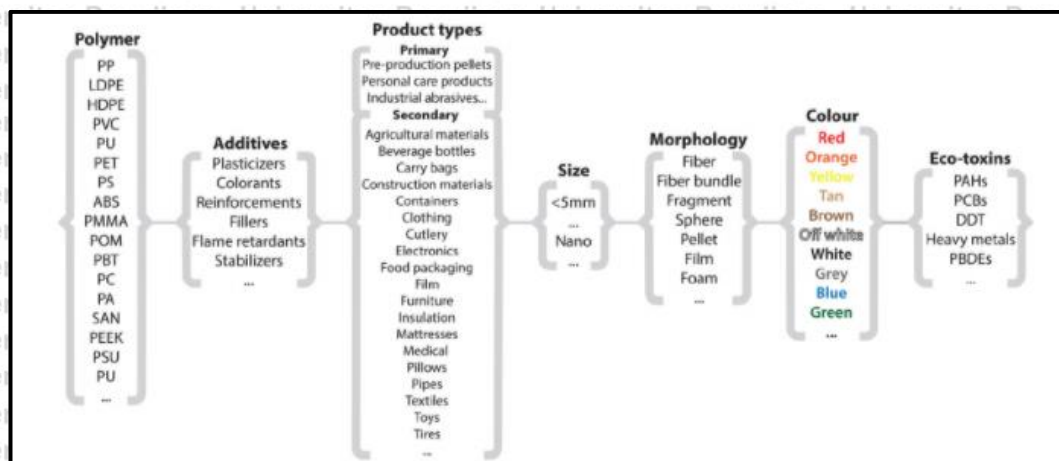 Polymer
PP
LDPE
HDPE
PVC
PU
PET
PS
ABS
PMMA
POM
PBT
PC
PA
SAN
PEEK
PSU
PU
...
Additives
Plasticizers
Colorants
Reinforcements
Fillers
Flame retardants
Stabilizers
...
Product types
Primary
Pre-production pellets
Personal care products
Industrial abrasives...
Secondary
Agricultural materials
Beverage bottles
Carry bags
Construction materials
Containers
Clothing
Cutlery
Electronics
Food packaging
Film
Furniture
Insulation
Mattresses
Medical
Pillows
Pipes
Textiles
Toys
Tires
...
Size
<5mm
...
Nano
...
Morphology
Fiber
Fiber bundle
Fragment
Sphere
Pellet
Film
Foam
...
Colour
Red
Orange
Yellow
Tan
Brown
Off white
White
Grey
Blue
Green
...
Eco-toxins
PAHs
PCBs
DDT
Heavy metals
PBDEs
...